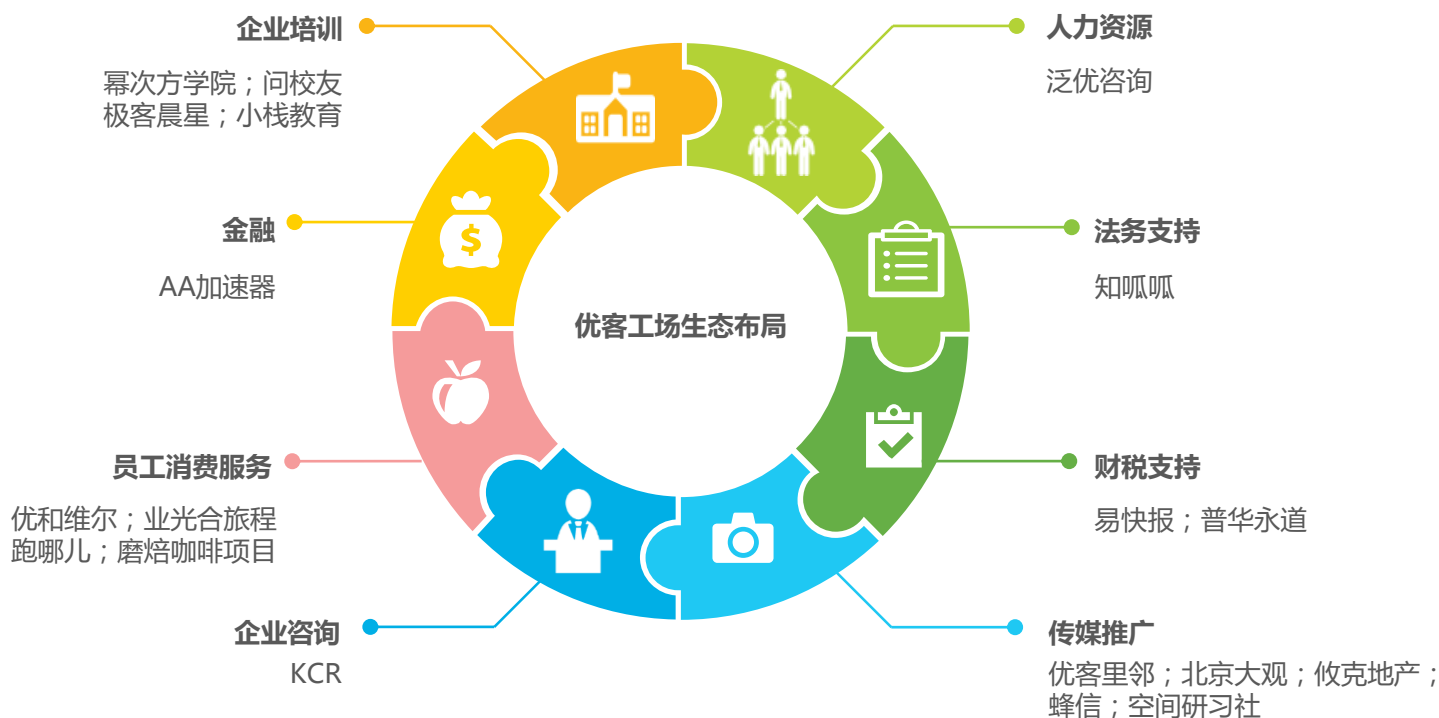 企业培训
幂次方学院；问校友
极客晨星；小栈教育
人力资源
泛优咨询
金融
AA加速器
法务支持
知呱呱
$
优客工场生态布局
员工消费服务
优和维尔；业光合旅程
跑哪儿；磨焙咖啡项目
财税支持
易快报；普华永道
企业咨询
KCR
传媒推广
优客里邻；北京大观；攸克地产；
蜂信；空间研习社